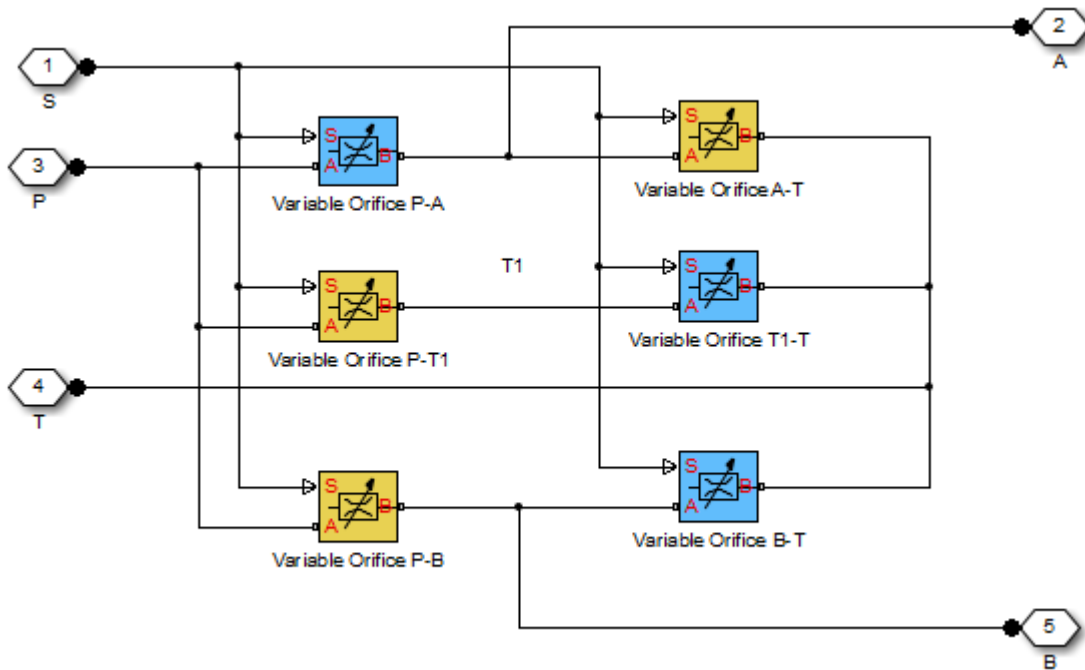 2
A
1
S
S
B
A
Variable Orifice P-A
S
B
A
Variable Orifice A-T
3
P
T1
S
B
A
Variable Orifice P-T1
S
B
A
Variable Orifice T1-T
4
T
S
B
A
Variable Orifice P-B
S
B
A
Variable Orifice B-T
5
B